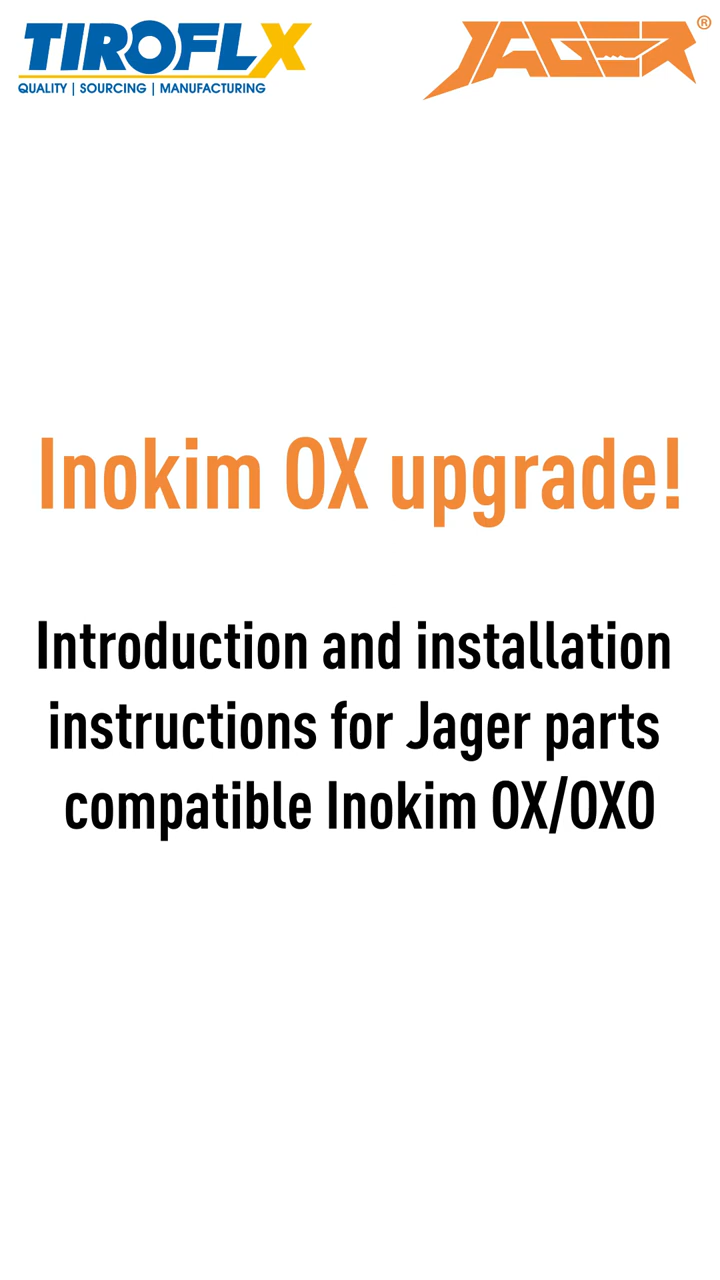 TIROFLX
QUALITY | SOURCING | MANUFACTURING
JAGER®
Inokim OX upgrade!
Introduction and installation
instructions for Jager parts
compatible Inokim OX/OXO